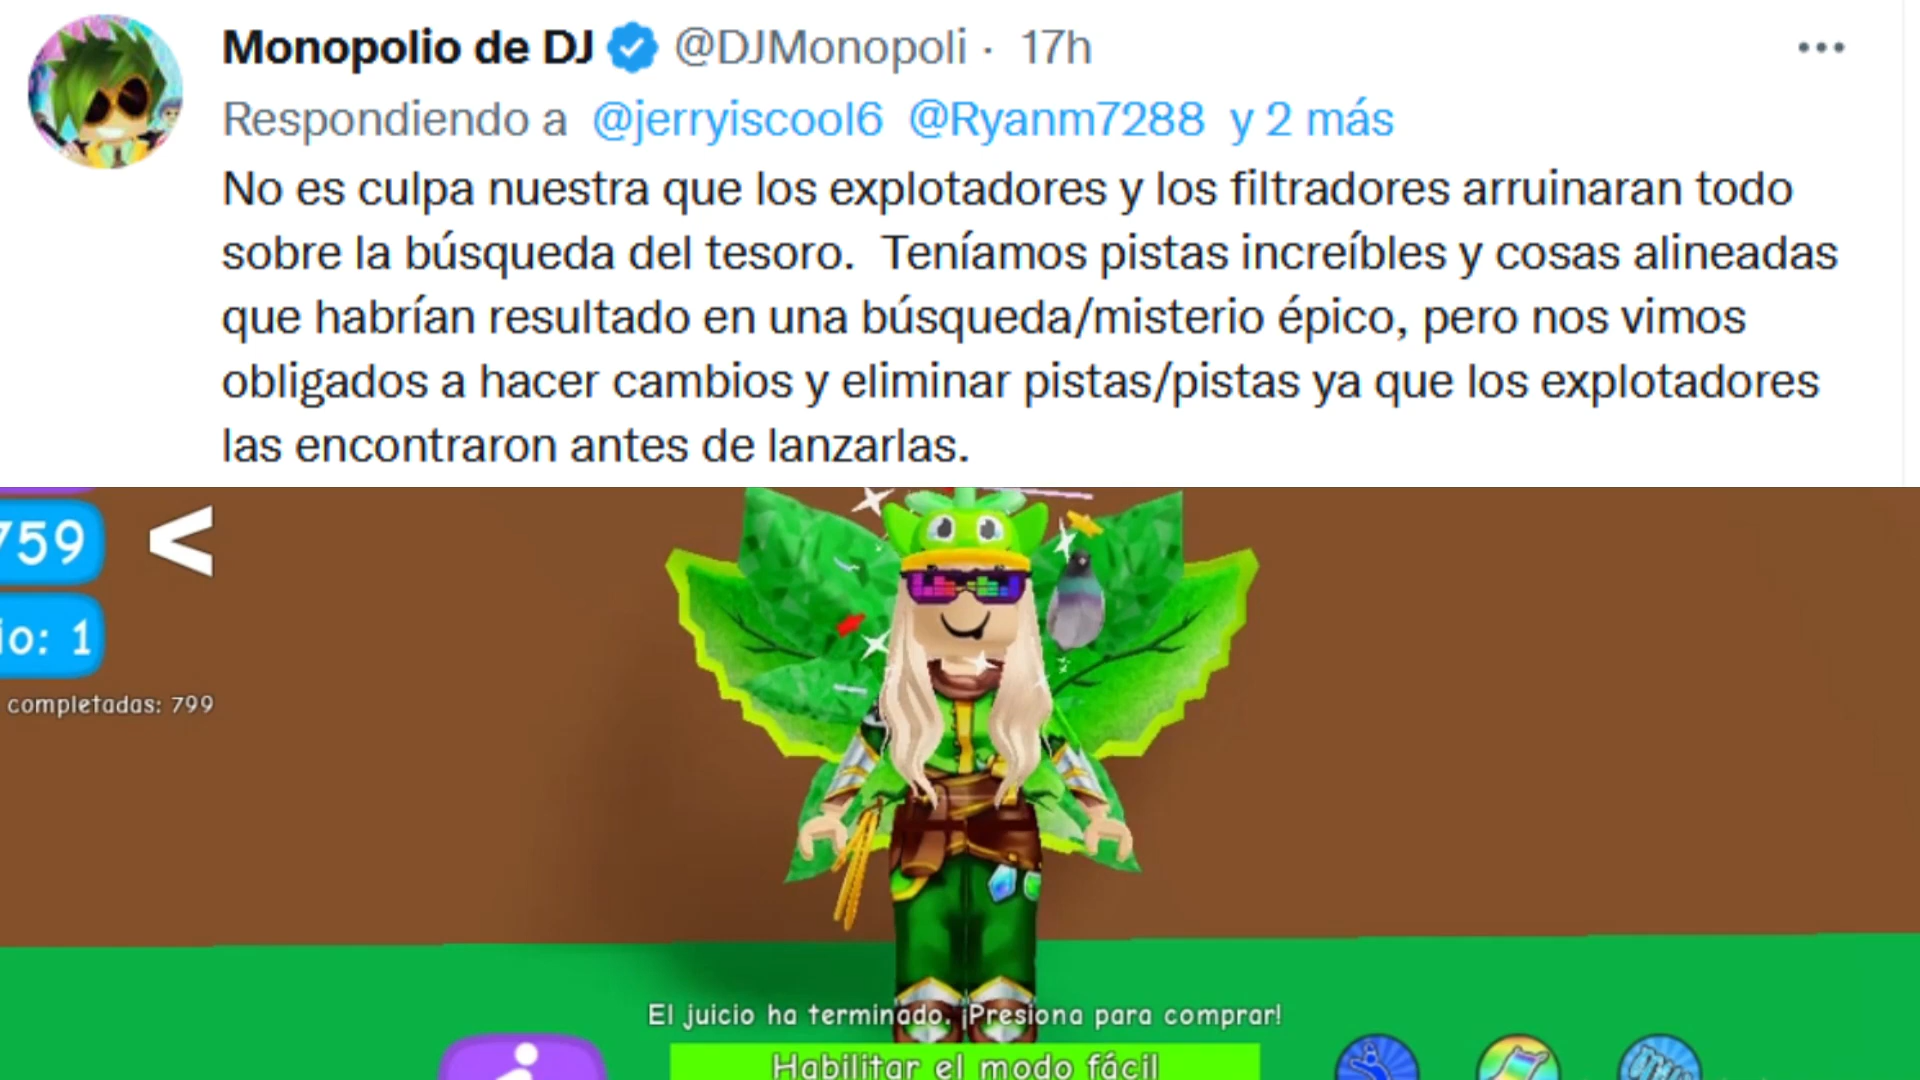 Monopolio de DJ @DJMonopoli · 17h
Respondiendo a @jerryiscool6 @Ryanm7288 y 2 más
No es culpa nuestra que los explotadores y los filtradores arruinaran todo
sobre la búsqueda del tesoro. Teníamos pistas increíbles y cosas alineadas
que habrían resultado en una búsqueda/misterio épico, pero nos vimos
obligados a hacer cambios y eliminar pistas/pistas ya que los explotadores
las encontraron antes de lanzarlas.
759 <
io: 1
completadas: 799
El juicio ha terminado. ¡Presiona para comprar!
Habilitar el modo fácil